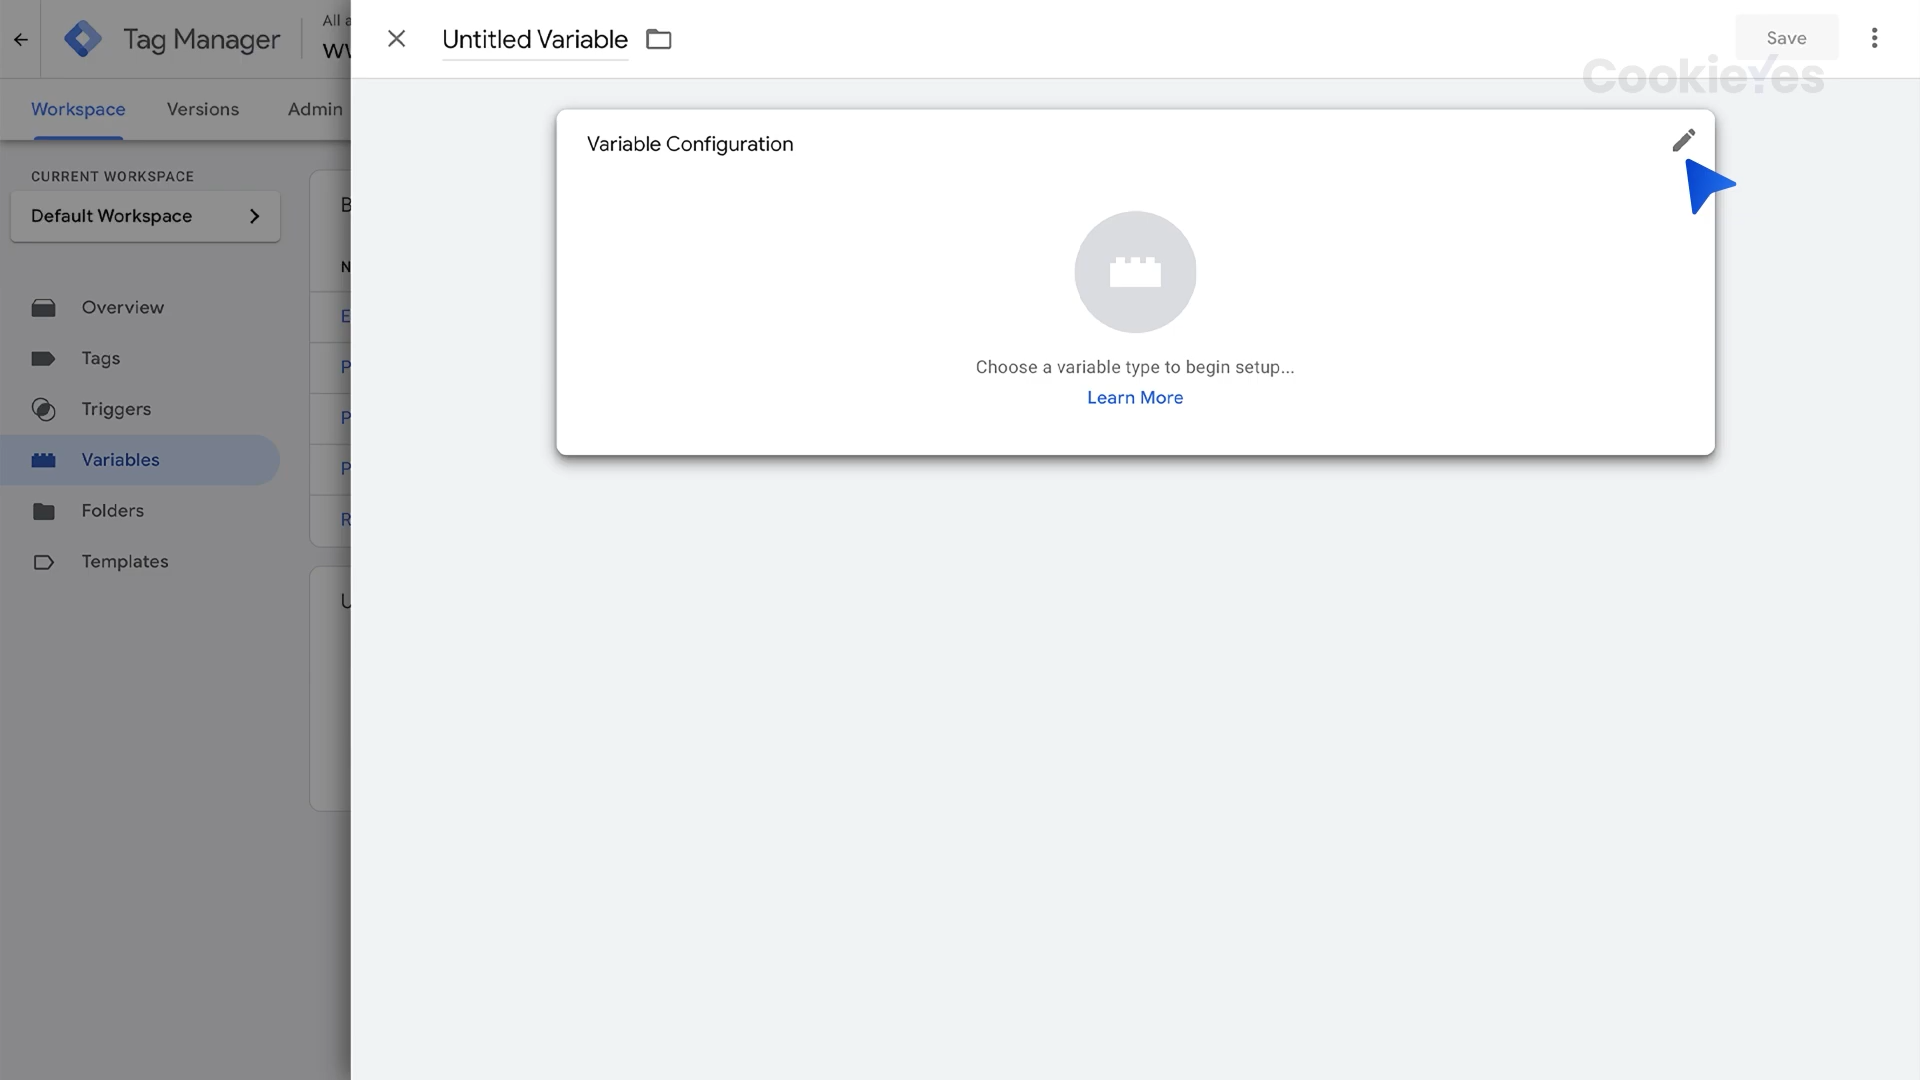 Tag Manager
All a
Untitled Variable
Save
CookieYes
Workspace
Versions
Admin
Variable Configuration
CURRENT WORKSPACE
Default Workspace
Overview
Tags
Triggers
Variables
Folders
Templates
Choose a variable type to begin setup...
Learn More